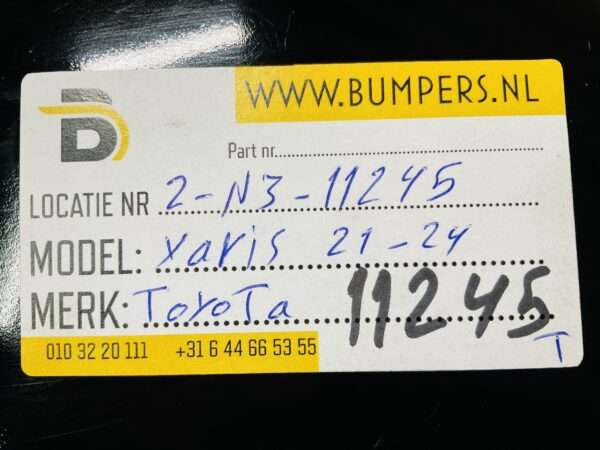 WWW.BUMPERS.NL
Part nr.
LOCATIE NR 2-N3-11245
MODEL: Yaris 21-24
MERK: Toyota 11245
010 32 20 111 +31 6 44 66 53 55
T